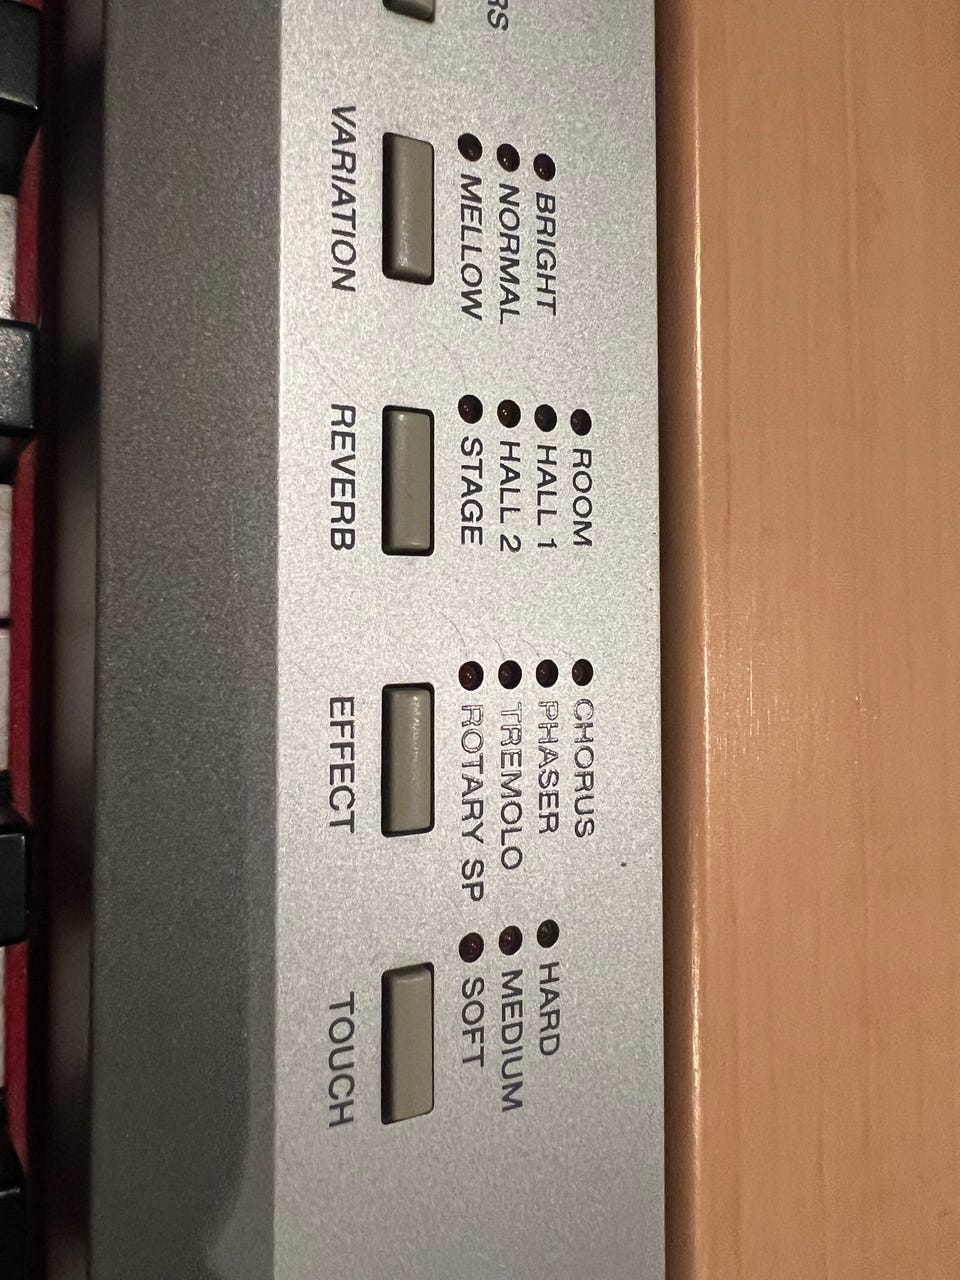 BRIGHT
NORMAL
MELLOW
VARIATION
ROOM
HALL 1
HALL 2
STAGE
REVERB
CHORUS
PHASER
TREMOLO
ROTARY SP
EFFECT
HARD
MEDIUM
SOFT
TOUCH